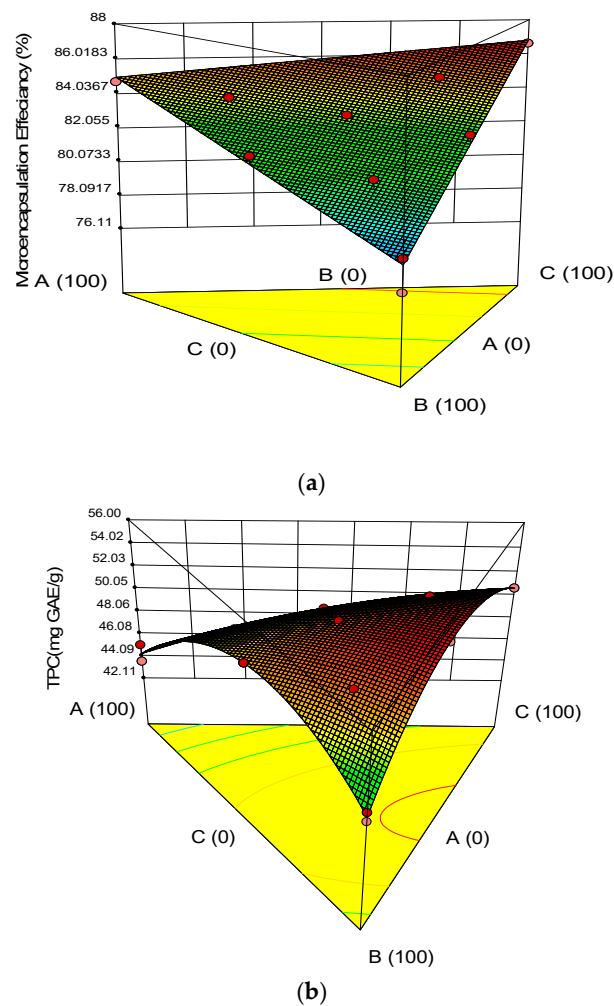 88
86.0183
84.0367
82.055
80.0733
78.0917
76.11
Microencapsulation Effeciancy (%)
A (100)
B (0)
C (100)
C (0)
A (0)
B (100)
(a)
56.00
54.02
52.03
50.05
48.06
46.08
44.09
42.11
TPC(mg GAE/g)
A (100)
C (100)
C (0)
A (0)
B (100)
(b)